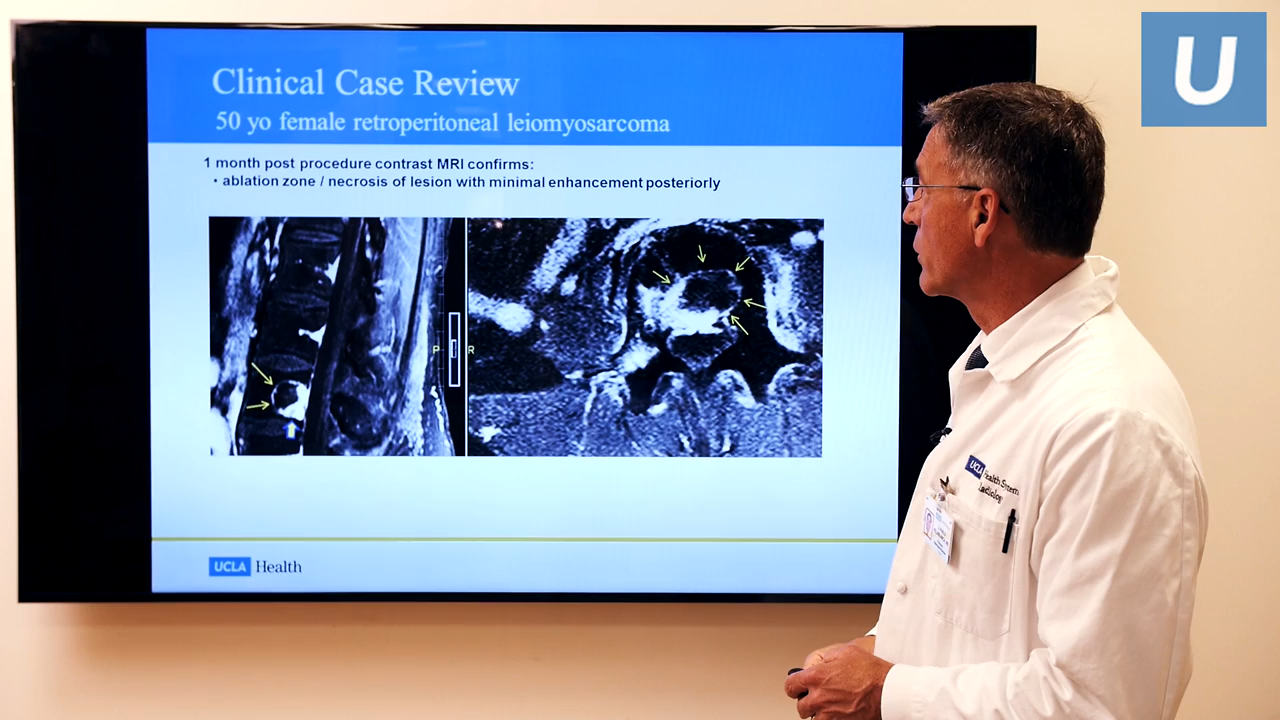 U
Clinical Case Review
50 yo female retroperitoneal leiomyosarcoma
1 month post procedure contrast MRI confirms:
• ablation zone / necrosis of lesion with minimal enhancement posteriorly
P R
UCLA Health System
Radiology
UCLA Health